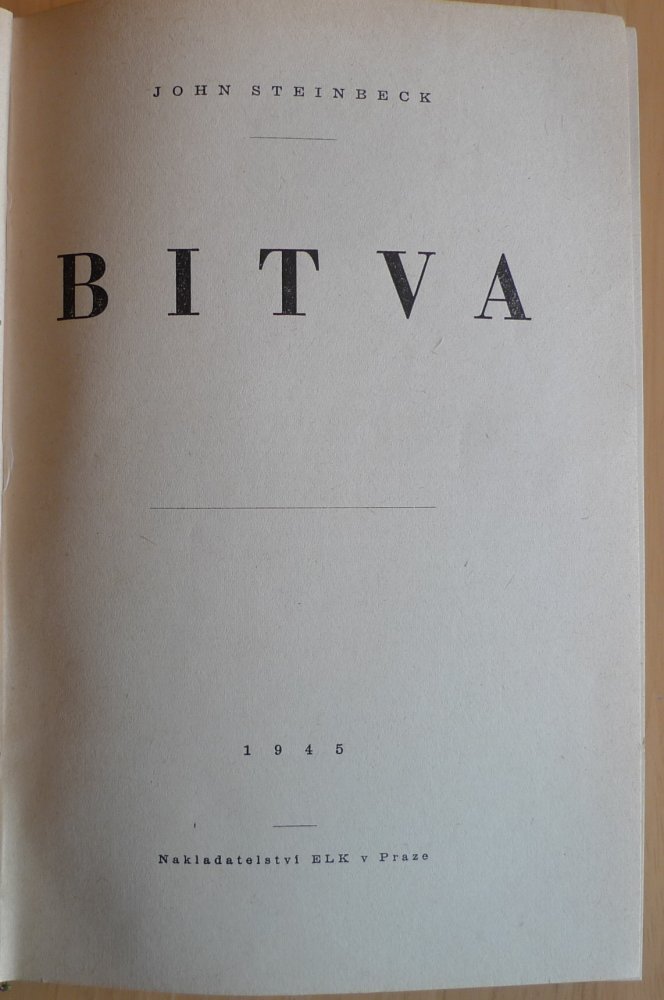 JOHN STEINBECK
BITVA
1945
Nakladatelství ELK v Praze